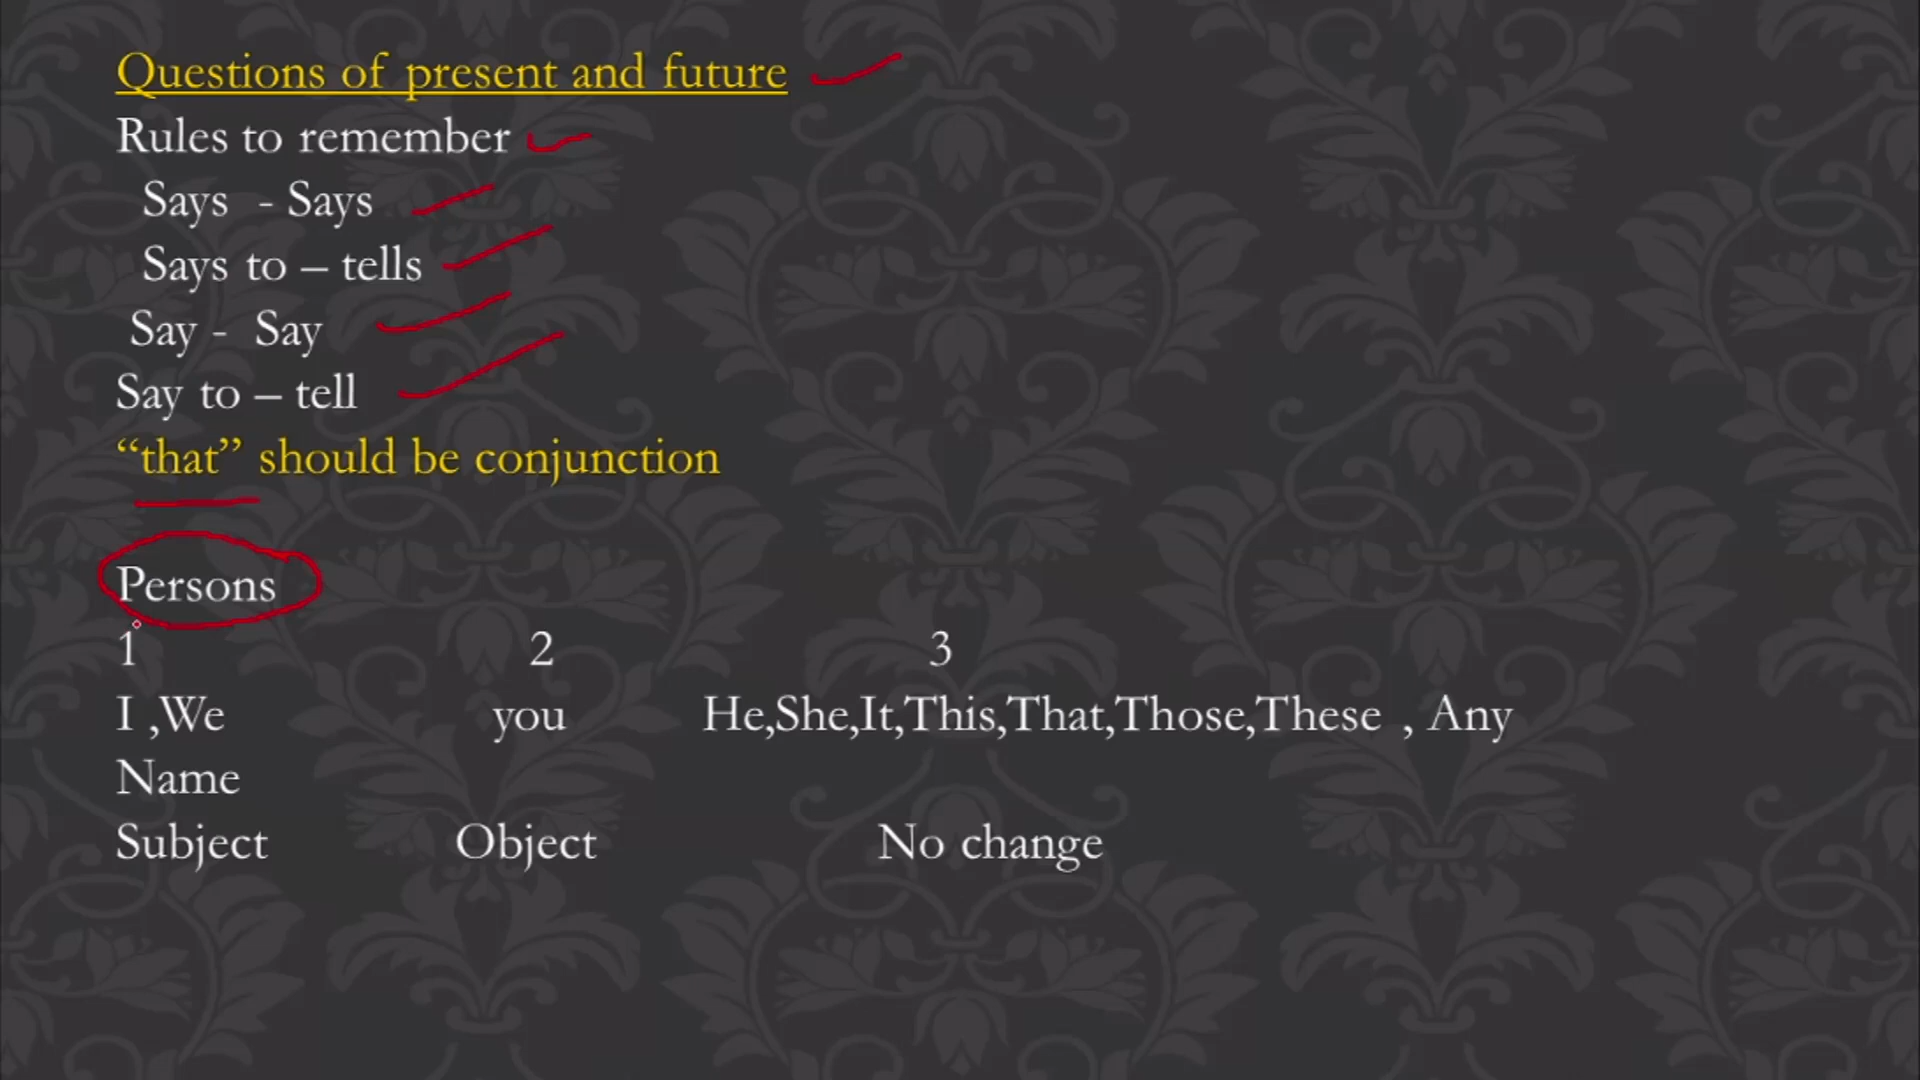 Questions of present and future
Rules to remember
Says - Says
Says to – tells
Say - Say
Say to – tell
“that” should be conjunction
Persons
1 2 3
I ,We you He,She,It,This,That,Those,These , Any
Name
Subject Object No change